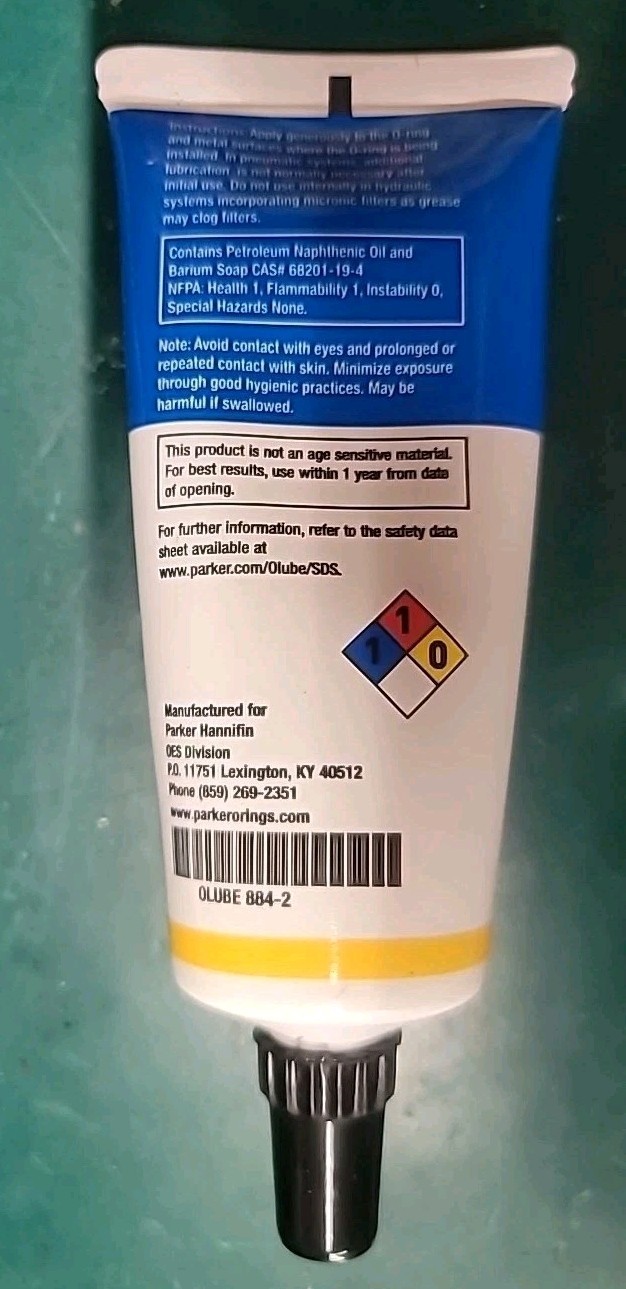 Instructions: Apply generously to the O-ring
and metal surfaces where the O-ring is being
installed. In pneumatic systems, additional
lubrication is not normally necessary after
initial use. Do not use internally in hydraulic
systems incorporating micronic filters as grease
may clog filters.
Contains Petroleum Naphthenic Oil and
Barium Soap CAS# 68201-19-4
NFPA: Health 1, Flammability 1, Instability 0,
Special Hazards None.
Note: Avoid contact with eyes and prolonged or
repeated contact with skin. Minimize exposure
through good hygienic practices. May be
harmful if swallowed.
This product is not an age sensitive material.
For best results, use within 1 year from date
of opening.
For further information, refer to the safety data
sheet available at
www.parker.com/Olube/SDS.
1
1 0
Manufactured for
Parker Hannifin
OES Division
P.O. 11751 Lexington, KY 40512
Phone (859) 269-2351
www.parkerorings.com
OLUBE 884-2